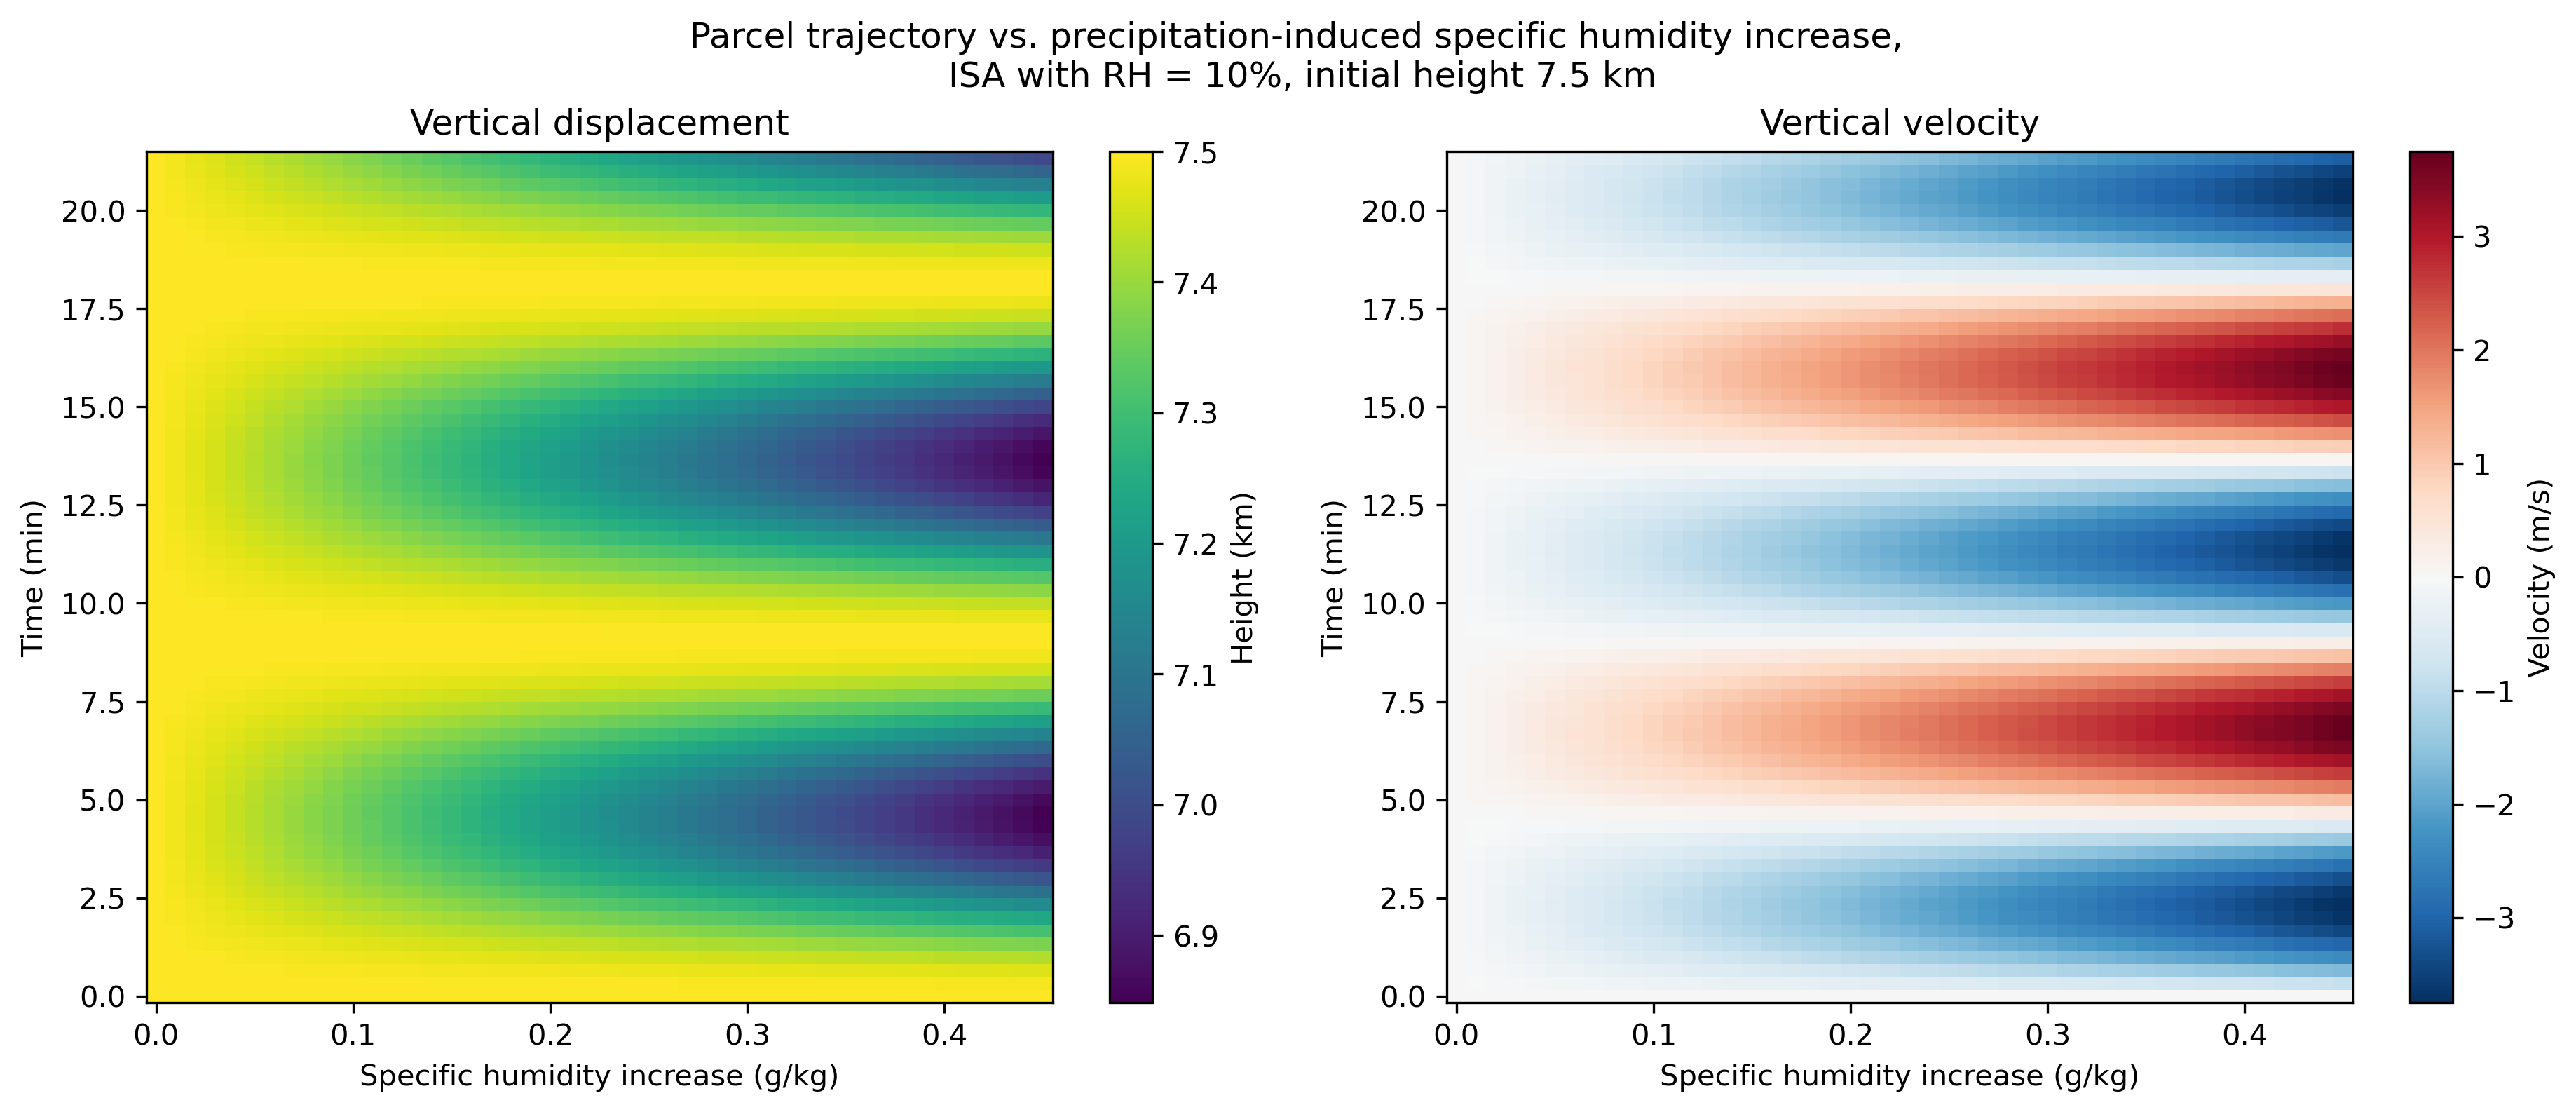 Parcel trajectory vs. precipitation-induced specific humidity increase,
ISA with RH = 10%, initial height 7.5 km
Vertical displacement
20.0
17.5
15.0
12.5
10.0
7.5
5.0
2.5
0.0
Time (min)
0.0 0.1 0.2 0.3 0.4
Specific humidity increase (g/kg)
7.5
7.4
7.3
7.2
7.1
7.0
6.9
Height (km)
Vertical velocity
20.0
17.5
15.0
12.5
10.0
7.5
5.0
2.5
0.0
Time (min)
0.0 0.1 0.2 0.3 0.4
Specific humidity increase (g/kg)
3
2
1
0
−1
−2
−3
Velocity (m/s)